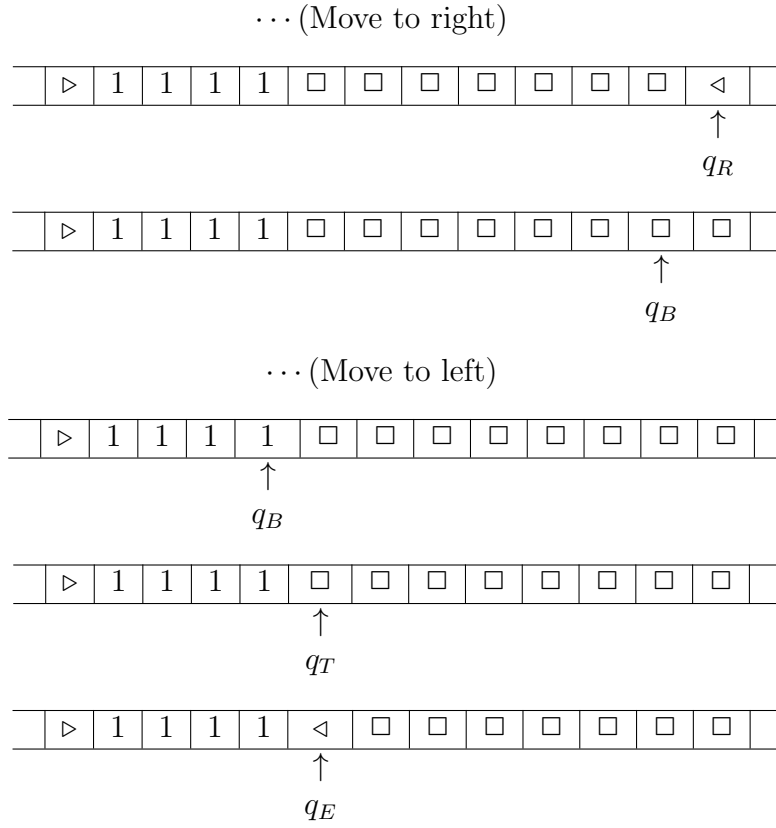 ⋯ (Move to right)
▷ 1 1 1 1 □ □ □ □ □ □ □ ◁
↑
q_R
▷ 1 1 1 1 □ □ □ □ □ □ □ □
↑
q_B
⋯ (Move to left)
▷ 1 1 1 1 □ □ □ □ □ □ □ □
↑
q_B
▷ 1 1 1 1 □ □ □ □ □ □ □ □
↑
q_T
▷ 1 1 1 1 ◁ □ □ □ □ □ □ □
↑
q_E